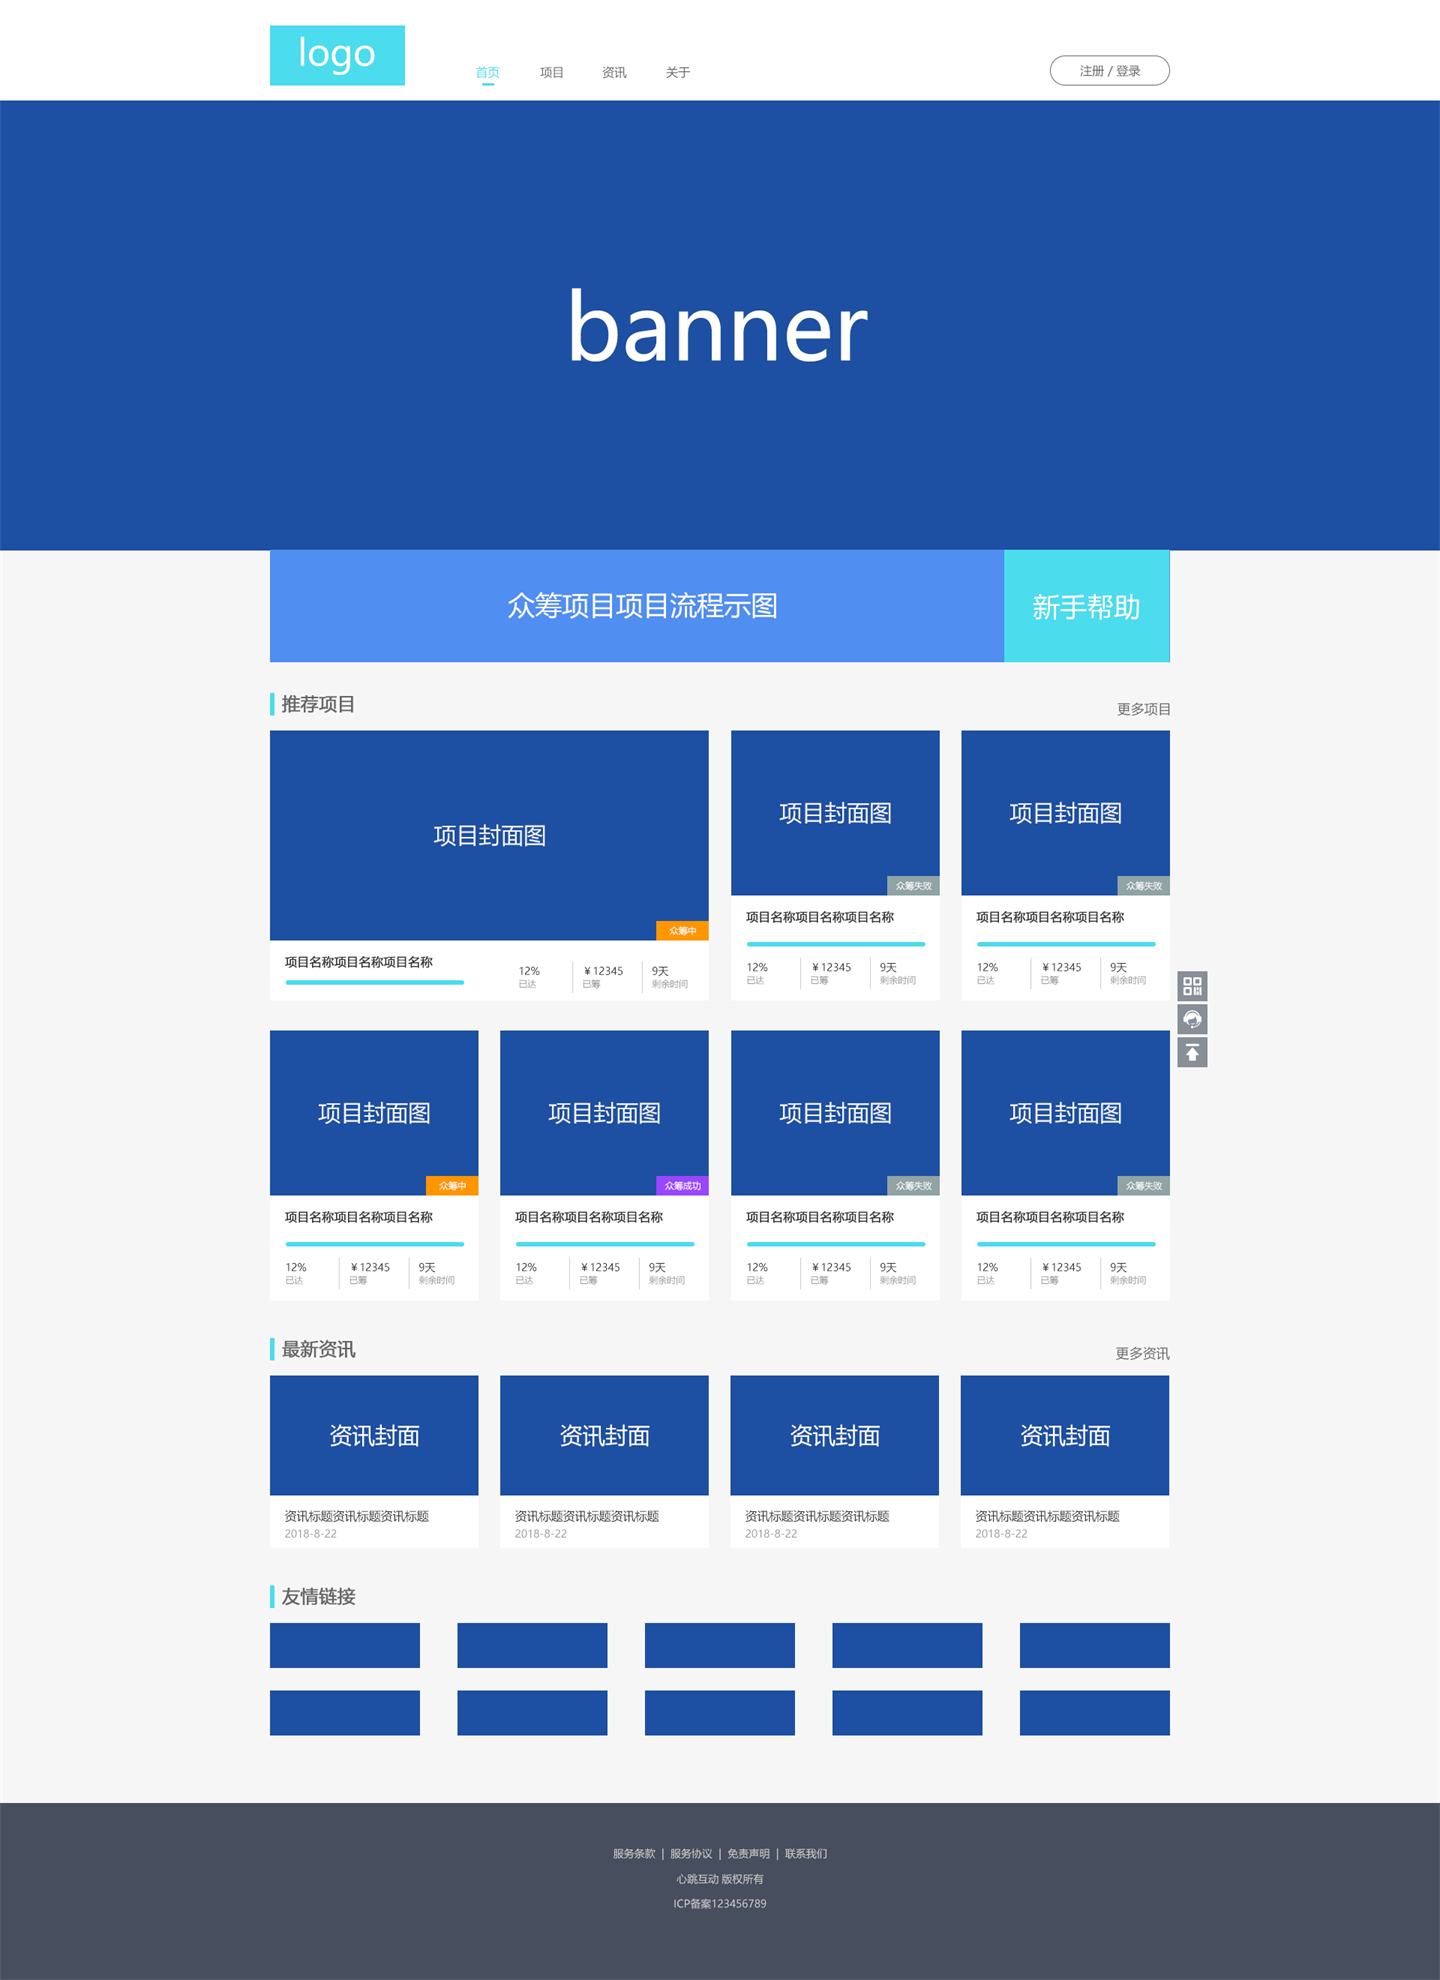 logo
首页 项目 资讯 关于
注册 / 登录
banner
众筹项目项目流程示图
新手帮助
推荐项目
更多项目
项目封面图
众筹中
项目名称项目名称项目名称
12% ¥12345 9天
已达 已筹 剩余时间
项目封面图
众筹失败
项目名称项目名称项目名称
12% ¥12345 9天
已达 已筹 剩余时间
项目封面图
众筹失败
项目名称项目名称项目名称
12% ¥12345 9天
已达 已筹 剩余时间
项目封面图
众筹中
项目名称项目名称项目名称
12% ¥12345 9天
已达 已筹 剩余时间
项目封面图
众筹成功
项目名称项目名称项目名称
12% ¥12345 9天
已达 已筹 剩余时间
项目封面图
众筹失败
项目名称项目名称项目名称
12% ¥12345 9天
已达 已筹 剩余时间
项目封面图
众筹失败
项目名称项目名称项目名称
12% ¥12345 9天
已达 已筹 剩余时间
最新资讯
更多资讯
资讯封面
资讯标题资讯标题资讯标题
2018-8-22
资讯封面
资讯标题资讯标题资讯标题
2018-8-22
资讯封面
资讯标题资讯标题资讯标题
2018-8-22
资讯封面
资讯标题资讯标题资讯标题
2018-8-22
友情链接
服务条款 | 服务协议 | 免责声明 | 联系我们
心跳互动 版权所有
ICP备案123456789